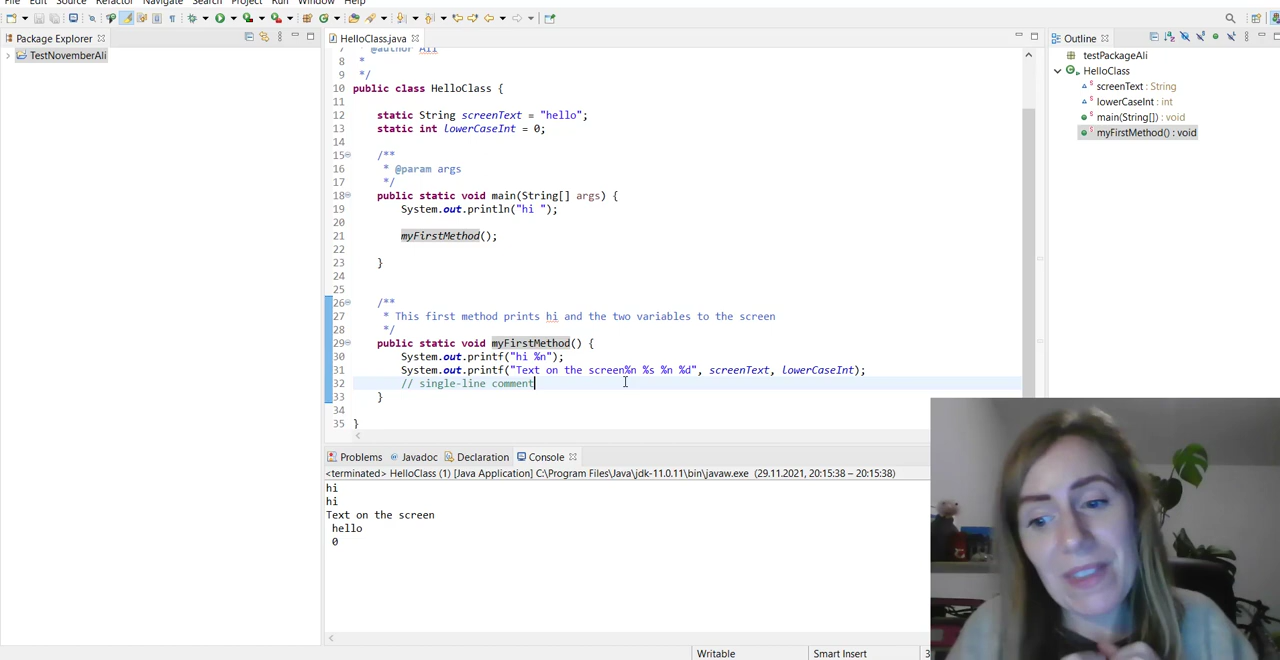 File Edit Source Refactor Navigate Search Project Run Window Help
Package Explorer
TestNovemberAli
HelloClass.java
7 * @author Ali
8 *
9 */
10 public class HelloClass {
11
12 static String screenText = "hello";
13 static int lowerCaseInt = 0;
14
15 /**
16 * @param args
17 */
18 public static void main(String[] args) {
19 System.out.println("hi ");
20
21 myFirstMethod();
22
23 }
24
25
26 /**
27 * This first method prints hi and the two variables to the screen
28 */
29 public static void myFirstMethod() {
30 System.out.printf("hi %n");
31 System.out.printf("Text on the screen%n %s %n %d", screenText, lowerCaseInt);
32 // single-line comment
33 }
34
35 }
Outline
testPackageAli
HelloClass
screenText : String
lowerCaseInt : int
main(String[]) : void
myFirstMethod() : void
Problems Javadoc Declaration Console
<terminated> HelloClass (1) [Java Application] C:\Program Files\Java\jdk-11.0.11\bin\javaw.exe (29.11.2021, 20:15:38 – 20:15:38)
hi
hi
Text on the screen
hello
0
Writable Smart Insert 3